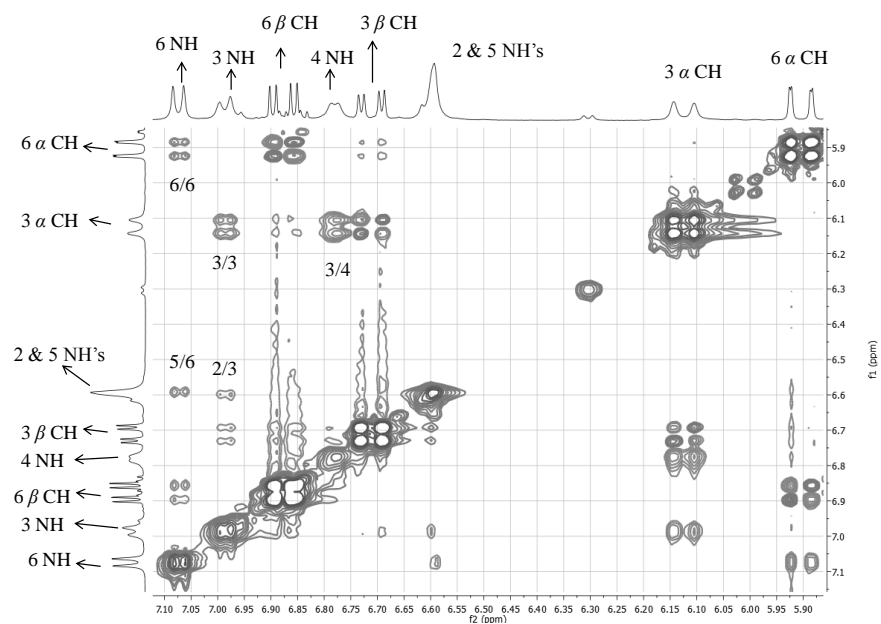 6 β CH
3 β CH
6 NH
3 NH
4 NH
2 & 5 NH's
3 α CH
6 α CH
6 α CH
6/6
3 α CH
3/3
3/4
2 & 5 NH's
5/6
2/3
3 β CH
4 NH
6 β CH
3 NH
6 NH
5.9
6.0
6.1
6.2
6.3
6.4
6.5
6.6
6.7
6.8
6.9
7.0
7.1
f1 (ppm)
7.10 7.05 7.00 6.95 6.90 6.85 6.80 6.75 6.70 6.65 6.60 6.55 6.50 6.45 6.40 6.35 6.30 6.25 6.20 6.15 6.10 6.05 6.00 5.95 5.90
f2 (ppm)